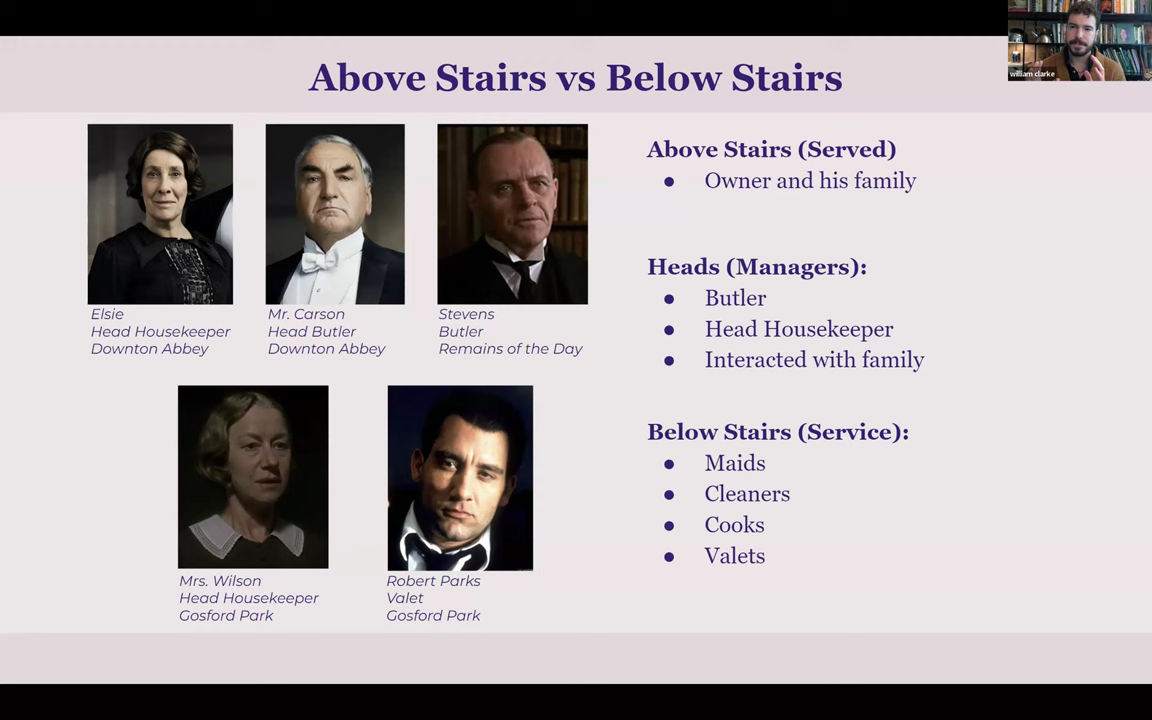 william clarke
Above Stairs vs Below Stairs
Elsie
Head Housekeeper
Downton Abbey
Mr. Carson
Head Butler
Downton Abbey
Stevens
Butler
Remains of the Day
Mrs. Wilson
Head Housekeeper
Gosford Park
Robert Parks
Valet
Gosford Park
Above Stairs (Served)
● Owner and his family
Heads (Managers):
● Butler
● Head Housekeeper
● Interacted with family
Below Stairs (Service):
● Maids
● Cleaners
● Cooks
● Valets